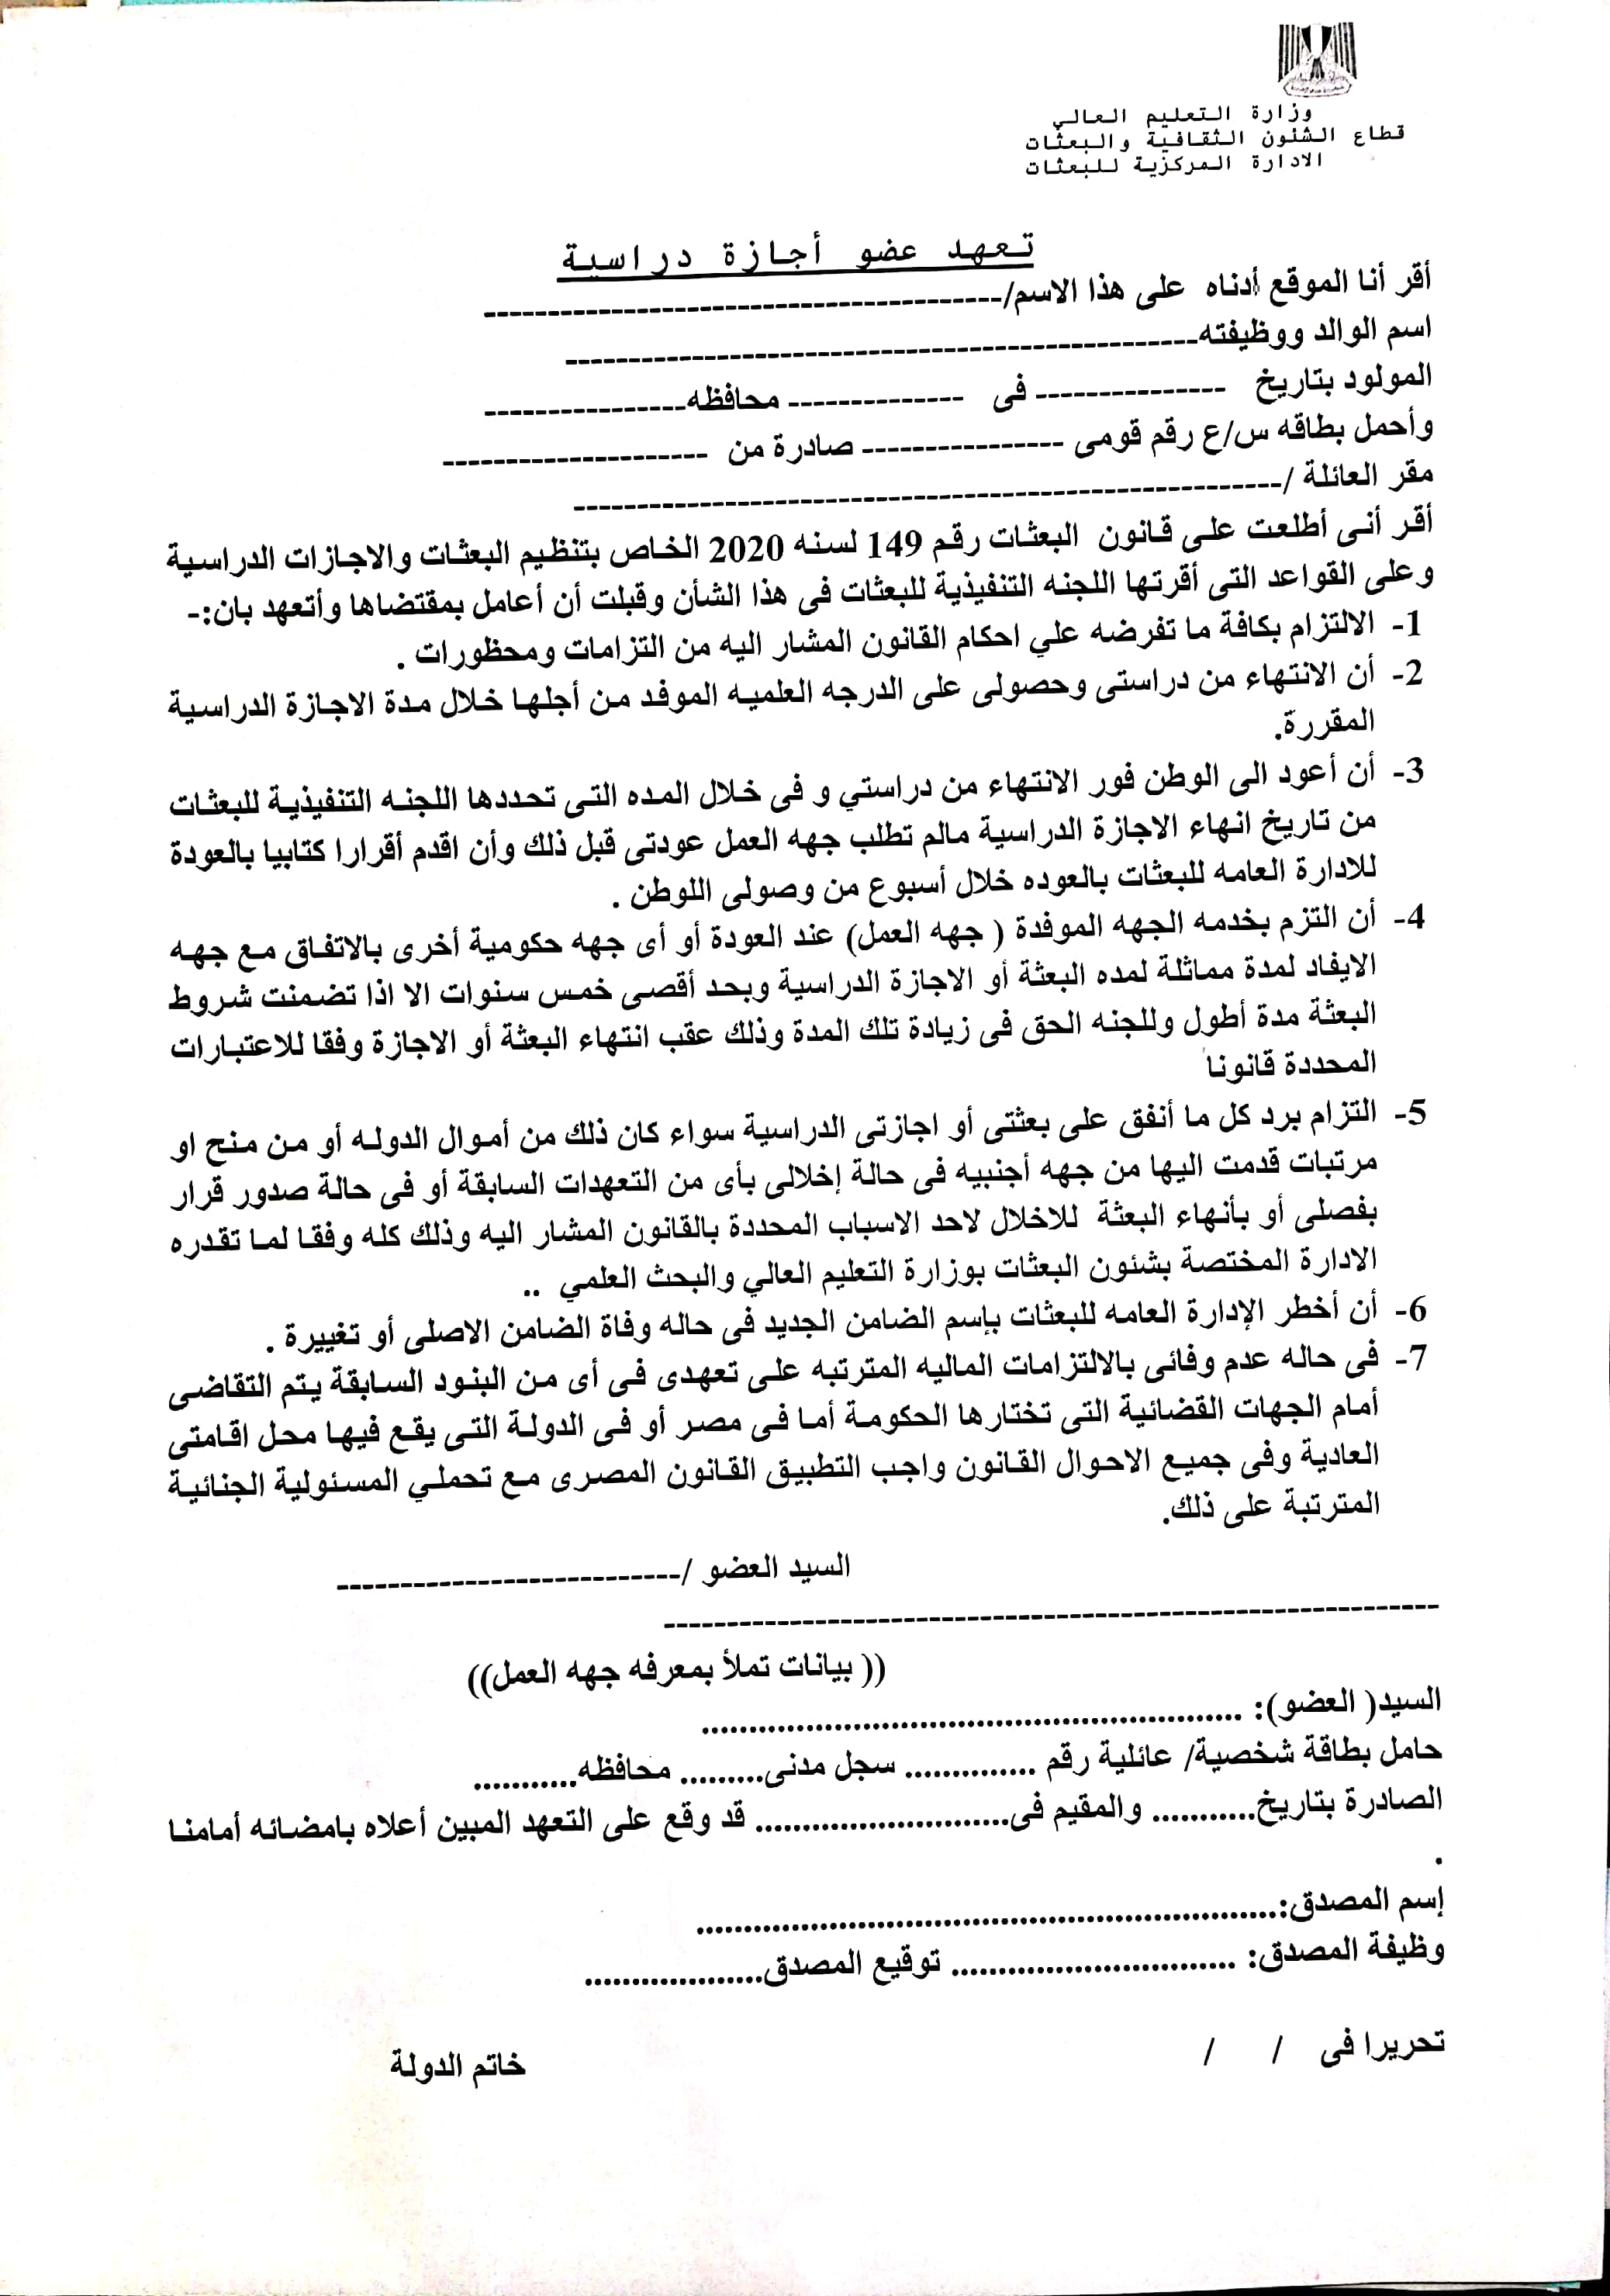 وزارة التعليم العالي
قطاع الشئون الثقافية والبعثات
الادارة المركزية للبعثات
تعهد عضو أجازة دراسية
أقر أنا الموقع أدناه على هذا الاسم/----------------------------
اسم الوالد ووظيفته--------------------------------------------------
المولود بتاريخ --------------- فى -------------- محافظه----------------
وأحمل بطاقه س/ع رقم قومى ---------------- صادرة من ---------------------
مقر العائلة /--------------------------------------------------------
أقر أنى أطلعت على قانون البعثات رقم 149 لسنه 2020 الخاص بتنظيم البعثات والاجازات الدراسية
وعلى القواعد التى أقرتها اللجنه التنفيذية للبعثات فى هذا الشأن وقبلت أن أعامل بمقتضاها وأتعهد بان:-
1- الالتزام بكافة ما تفرضه علي احكام القانون المشار اليه من التزامات ومحظورات .
2- أن الانتهاء من دراستى وحصولى على الدرجه العلميه الموفد من أجلها خلال مدة الاجازة الدراسية
المقررة.
3- أن أعود الى الوطن فور الانتهاء من دراستي و فى خلال المده التى تحددها اللجنه التنفيذية للبعثات
من تاريخ انهاء الاجازة الدراسية مالم تطلب جهه العمل عودتى قبل ذلك وأن اقدم أقرارا كتابيا بالعودة
للادارة العامه للبعثات بالعوده خلال أسبوع من وصولى اللوطن .
4- أن التزم بخدمه الجهه الموفدة ( جهه العمل) عند العودة أو أى جهه حكومية أخرى بالاتفاق مع جهه
الايفاد لمدة مماثلة لمده البعثة أو الاجازة الدراسية وبحد أقصى خمس سنوات الا اذا تضمنت شروط
البعثة مدة أطول وللجنه الحق فى زيادة تلك المدة وذلك عقب انتهاء البعثة أو الاجازة وفقا للاعتبارات
المحددة قانونا
5- التزام برد كل ما أنفق على بعثتى أو اجازتى الدراسية سواء كان ذلك من أموال الدوله أو من منح او
مرتبات قدمت اليها من جهه أجنبيه فى حالة إخلالى بأى من التعهدات السابقة أو فى حالة صدور قرار
بفصلى أو بأنهاء البعثة للاخلال لاحد الاسباب المحددة بالقانون المشار اليه وذلك كله وفقا لما تقدره
الادارة المختصة بشئون البعثات بوزارة التعليم العالي والبحث العلمي ..
6- أن أخطر الإدارة العامه للبعثات بإسم الضامن الجديد فى حاله وفاة الضامن الاصلى أو تغييرة .
7- فى حاله عدم وفائى بالالتزامات الماليه المترتبه على تعهدى فى أى من البنود السابقة يتم التقاضى
أمام الجهات القضائية التى تختارها الحكومة أما فى مصر أو فى الدولة التى يقع فيها محل اقامتى
العادية وفى جميع الاحوال القانون واجب التطبيق القانون المصرى مع تحملي المسئولية الجنائية
المترتبة على ذلك.
السيد العضو /---------------------------
-------------------------------------------------------------
(( بيانات تملأ بمعرفه جهه العمل))
السيد( العضو): .........................................................
حامل بطاقة شخصية/ عائلية رقم .............. سجل مدنى......... محافظه...........
الصادرة بتاريخ........... والمقيم فى........................... قد وقع على التعهد المبين أعلاه بامضائه أمامنا
.
إسم المصدق:.............................................................
وظيفة المصدق: .............................. توقيع المصدق...................
تحريرا فى / /
خاتم الدولة